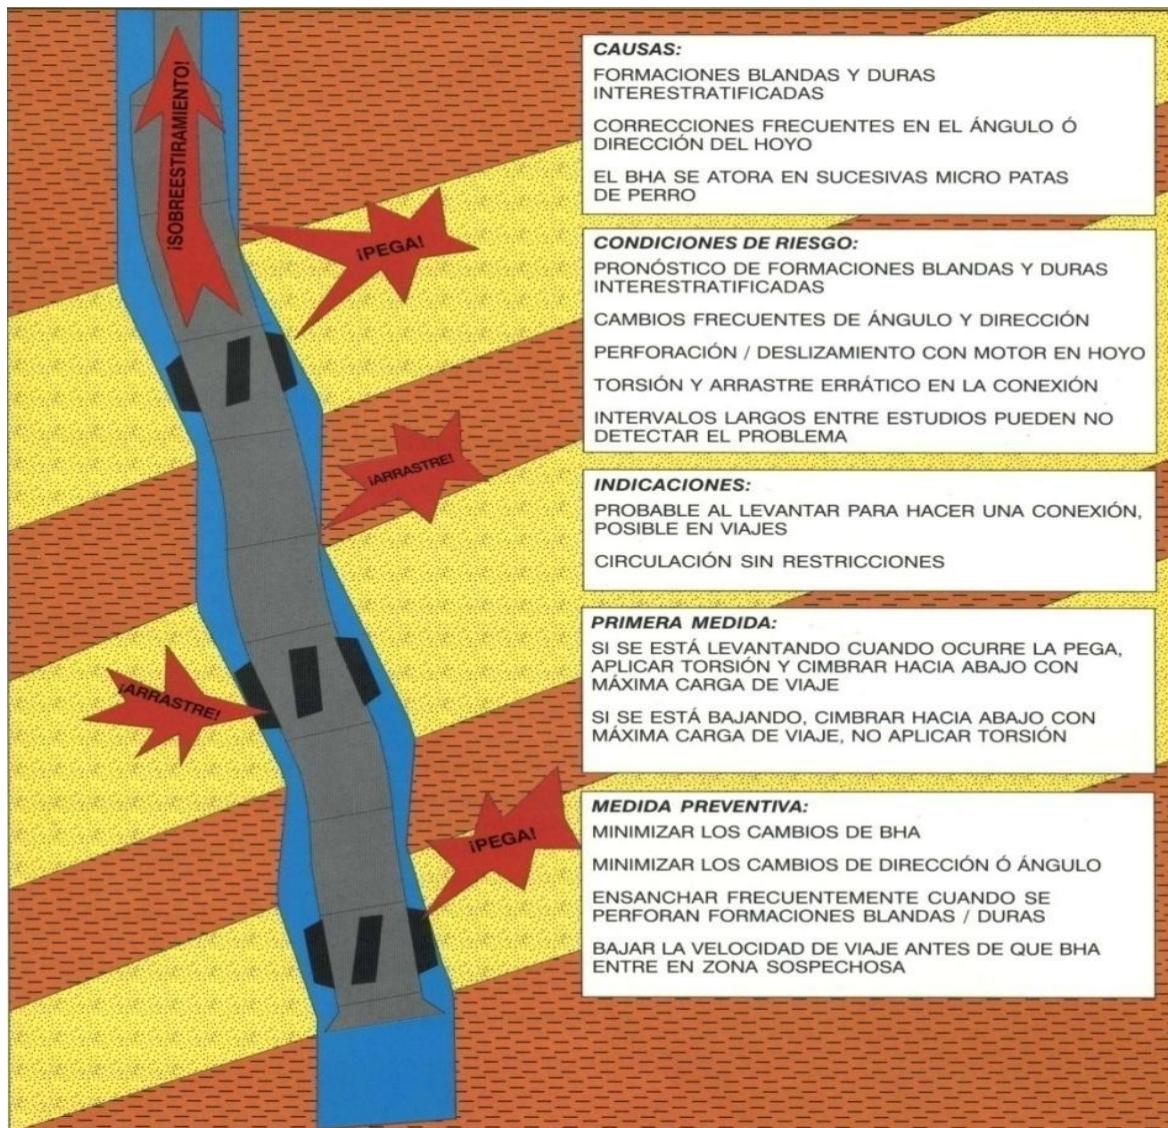 ¡SOBREESTIRAMIENTO!
¡PEGA!
¡ARRASTRE!
¡ARRASTRE!
¡PEGA!
CAUSAS:
FORMACIONES BLANDAS Y DURAS
INTERESTRATIFICADAS
CORRECCIONES FRECUENTES EN EL ÁNGULO Ó
DIRECCIÓN DEL HOYO
EL BHA SE ATORA EN SUCESIVAS MICRO PATAS
DE PERRO
CONDICIONES DE RIESGO:
PRONÓSTICO DE FORMACIONES BLANDAS Y DURAS
INTERESTRATIFICADAS
CAMBIOS FRECUENTES DE ÁNGULO Y DIRECCIÓN
PERFORACIÓN / DESLIZAMIENTO CON MOTOR EN HOYO
TORSIÓN Y ARRASTRE ERRÁTICO EN LA CONEXIÓN
INTERVALOS LARGOS ENTRE ESTUDIOS PUEDEN NO
DETECTAR EL PROBLEMA
INDICACIONES:
PROBABLE AL LEVANTAR PARA HACER UNA CONEXIÓN,
POSIBLE EN VIAJES
CIRCULACIÓN SIN RESTRICCIONES
PRIMERA MEDIDA:
SI SE ESTÁ LEVANTANDO CUANDO OCURRE LA PEGA,
APLICAR TORSIÓN Y CIMBRAR HACIA ABAJO CON
MÁXIMA CARGA DE VIAJE
SI SE ESTÁ BAJANDO, CIMBRAR HACIA ABAJO CON
MÁXIMA CARGA DE VIAJE, NO APLICAR TORSIÓN
MEDIDA PREVENTIVA:
MINIMIZAR LOS CAMBIOS DE BHA
MINIMIZAR LOS CAMBIOS DE DIRECCIÓN Ó ÁNGULO
ENSANCHAR FRECUENTEMENTE CUANDO SE
PERFORAN FORMACIONES BLANDAS / DURAS
BAJAR LA VELOCIDAD DE VIAJE ANTES DE QUE BHA
ENTRE EN ZONA SOSPECHOSA